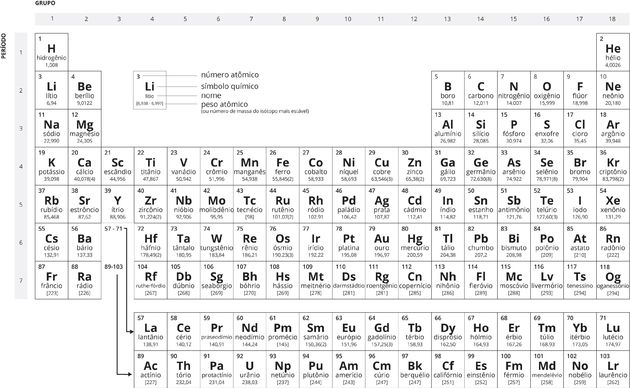 GRUPO
1 2 3 4 5 6 7 8 9 10 11 12 13 14 15 16 17 18
PERÍODO
1
1 2
H He
hidrogênio hélio
1,008 4,0026
2
3 4 5 6 7 8 9 10
Li Be B C N O F Ne
lítio berílio boro carbono nitrogênio oxigênio flúor neônio
6,94 9,0122 10,81 12,011 14,007 15,999 18,998 20,180
3 número atômico
Li símbolo químico
lítio nome
[6,938 - 6,997] peso atômico
(ou número de massa do isótopo mais estável)
3
11 12 13 14 15 16 17 18
Na Mg Al Si P S Cl Ar
sódio magnésio alumínio silício fósforo enxofre cloro argônio
22,990 24,305 26,982 28,085 30,974 32,06 35,45 39,948
4
19 20 21 22 23 24 25 26 27 28 29 30 31 32 33 34 35 36
K Ca Sc Ti V Cr Mn Fe Co Ni Cu Zn Ga Ge As Se Br Kr
potássio cálcio escândio titânio vanádio crômio manganês ferro cobalto níquel cobre zinco gálio germânio arsênio selênio bromo criptônio
39,098 40,078(4) 44,956 47,867 50,942 51,996 54,938 55,845(2) 58,933 58,693 63,546(3) 65,38(2) 69,723 72,630(8) 74,922 78,971(8) 79,904 83,798(2)
5
37 38 39 40 41 42 43 44 45 46 47 48 49 50 51 52 53 54
Rb Sr Y Zr Nb Mo Tc Ru Rh Pd Ag Cd In Sn Sb Te I Xe
rubídio estrôncio ítrio zircônio nióbio molibdênio tecnécio rutênio ródio paládio prata cádmio índio estanho antimônio telúrio iodo xenônio
85,468 87,62 88,906 91,224(2) 92,906 95,95 [98] 101,07(2) 102,91 106,42 107,87 112,41 114,82 118,71 121,76 127,60(3) 126,90 131,29
6
55 56 57 - 71 72 73 74 75 76 77 78 79 80 81 82 83 84 85 86
Cs Ba Hf Ta W Re Os Ir Pt Au Hg Tl Pb Bi Po At Rn
césio bário háfnio tântalo tungstênio rênio ósmio irídio platina ouro mercúrio tálio chumbo bismuto polônio astato radônio
132,91 137,33 178,49(2) 180,95 183,84 186,21 190,23(3) 192,22 195,08 196,97 200,59 204,38 207,2 208,98 [209] [210] [222]
7
87 88 89-103 104 105 106 107 108 109 110 111 112 113 114 115 116 117 118
Fr Ra Rf Db Sg Bh Hs Mt Ds Rg Cn Nh Fl Mc Lv Ts Og
frâncio rádio ruthe­rfórdio dúbnio seabórgio bóhrio hássio meitnério darmstádio roentgênio copernício nihônio fleróvio moscóvio livermório tenessino oganessônio
[223] [226] [267] [268] [269] [270] [269] [278] [281] [281] [285] [286] [289] [288] [293] [294] [294]
57 58 59 60 61 62 63 64 65 66 67 68 69 70 71
La Ce Pr Nd Pm Sm Eu Gd Tb Dy Ho Er Tm Yb Lu
lantânio cério praseodímio neodímio promécio samário európio gadolínio térbio disprósio hólmio érbio túlio itérbio lutécio
138,91 140,12 140,91 144,24 [145] 150,36(2) 151,96 157,25(3) 158,93 162,50 164,93 167,26 168,93 173,05 174,97
89 90 91 92 93 94 95 96 97 98 99 100 101 102 103
Ac Th Pa U Np Pu Am Cm Bk Cf Es Fm Md No Lr
actínio tório protactínio urânio netúnio plutônio amerício cúrio berquélio califórnio einstênio férmio mendelévio nobélio laurêncio
[227] 232,04 231,04 238,03 [237] [244] [243] [247] [247] [251] [252] [257] [258] [259] [262]